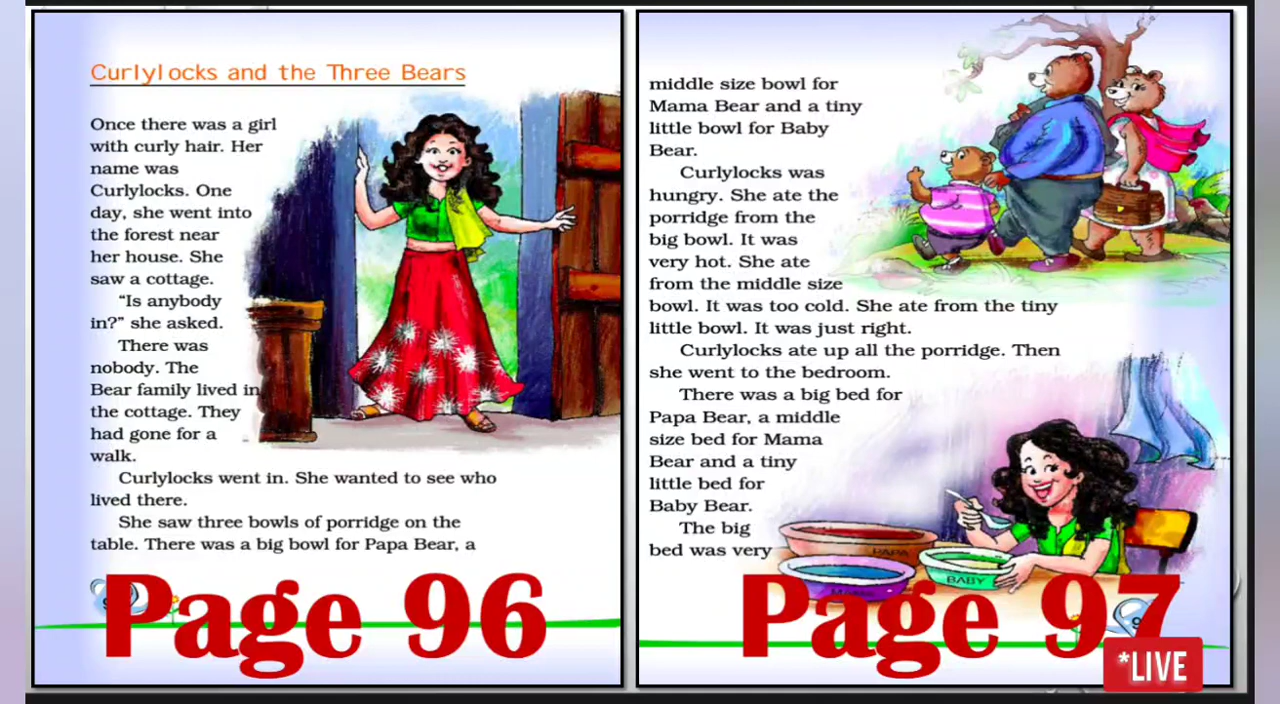 Curlylocks and the Three Bears
Once there was a girl
with curly hair. Her
name was
Curlylocks. One
day, she went into
the forest near
her house. She
saw a cottage.
“Is anybody
in?” she asked.
There was
nobody. The
Bear family lived in
the cottage. They
had gone for a
walk.
Curlylocks went in. She wanted to see who
lived there.
She saw three bowls of porridge on the
table. There was a big bowl for Papa Bear, a
Page 96
middle size bowl for
Mama Bear and a tiny
little bowl for Baby
Bear.
Curlylocks was
hungry. She ate the
porridge from the
big bowl. It was
very hot. She ate
from the middle size
bowl. It was too cold. She ate from the tiny
little bowl. It was just right.
Curlylocks ate up all the porridge. Then
she went to the bedroom.
There was a big bed for
Papa Bear, a middle
size bed for Mama
Bear and a tiny
little bed for
Baby Bear.
The big
bed was very
PAPA
BABY
MAMA
Page 97
*LIVE